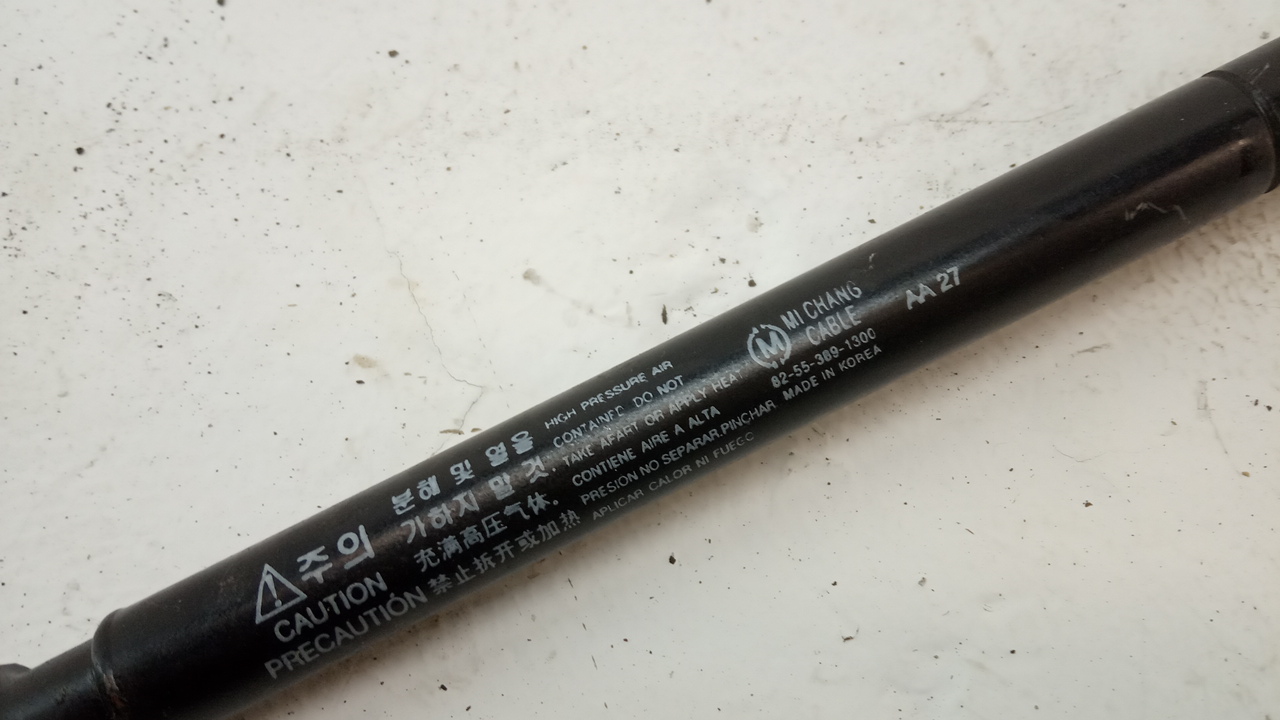 주의
CAUTION
PRECAUTIÓN
분해 및 열을
가하지 말 것.
充满高压气体.
禁止拆开或加热
HIGH PRESSURE AIR
CONTAINED DO NOT
TAKE APART OR APPLY HEAT
CONTIENE AIRE A ALTA
PRESION NO SEPARAR.PINCHAR
APLICAR CALOR NI FUEGO
M MI CHANG
CABLE
82-55-389-1300
MADE IN KOREA
AA 27